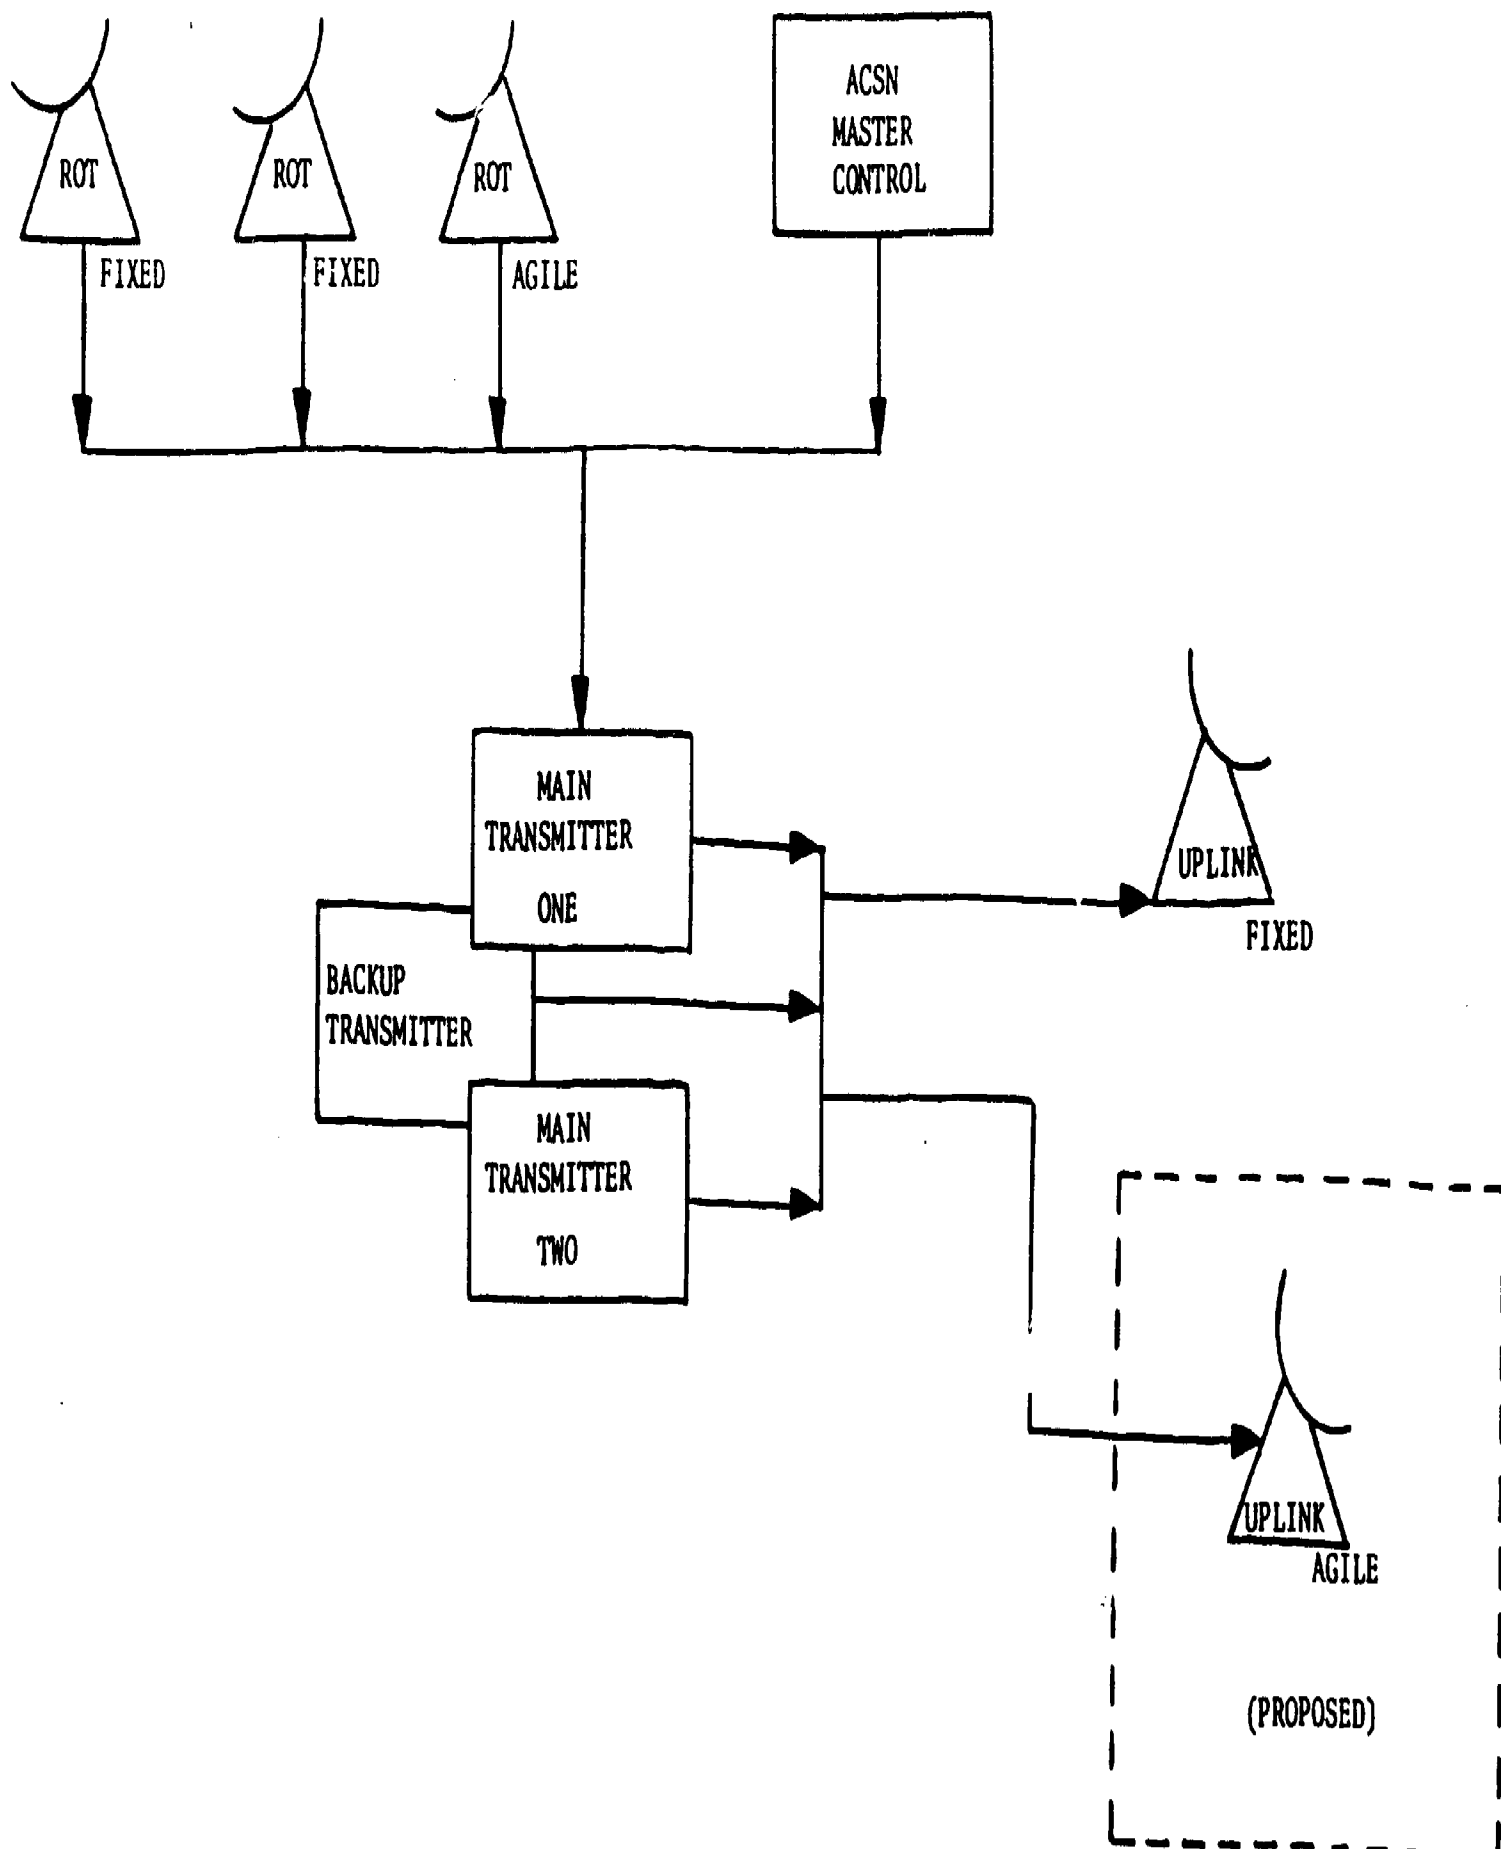 ACSN
MASTER
CONTROL
ROT
ROT
ROT
FIXED
FIXED
AGILE
MAIN
TRANSMITTER
ONE
UPLINK
FIXED
BACKUP
TRANSMITTER
MAIN
TRANSMITTER
TWO
UPLINK
AGILE
(PROPOSED)